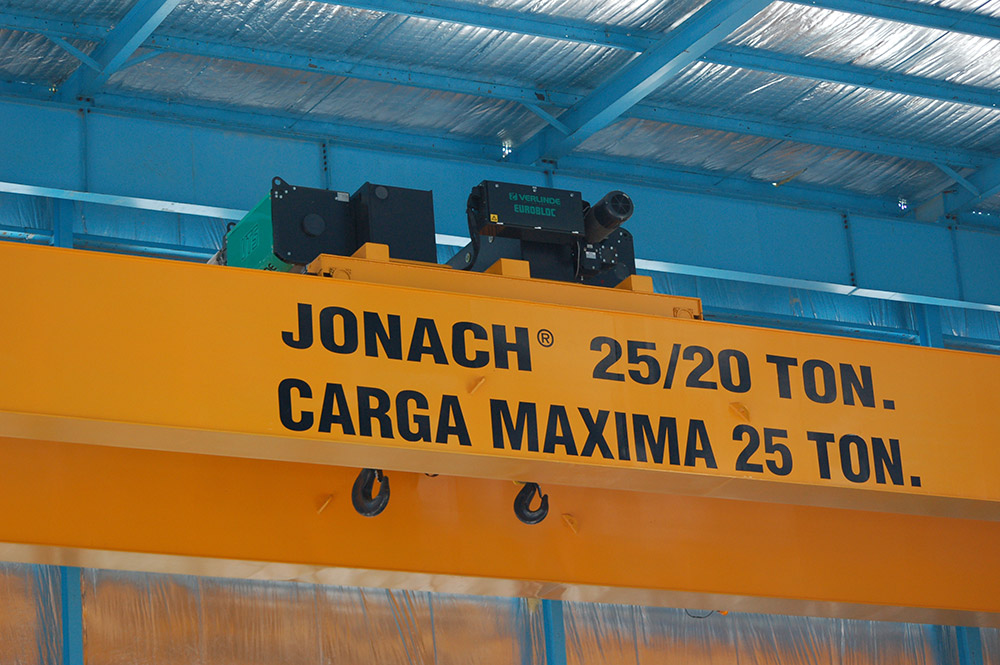 VERLINDE
EUROBLOC
JONACH® 25/20 TON.
CARGA MAXIMA 25 TON.